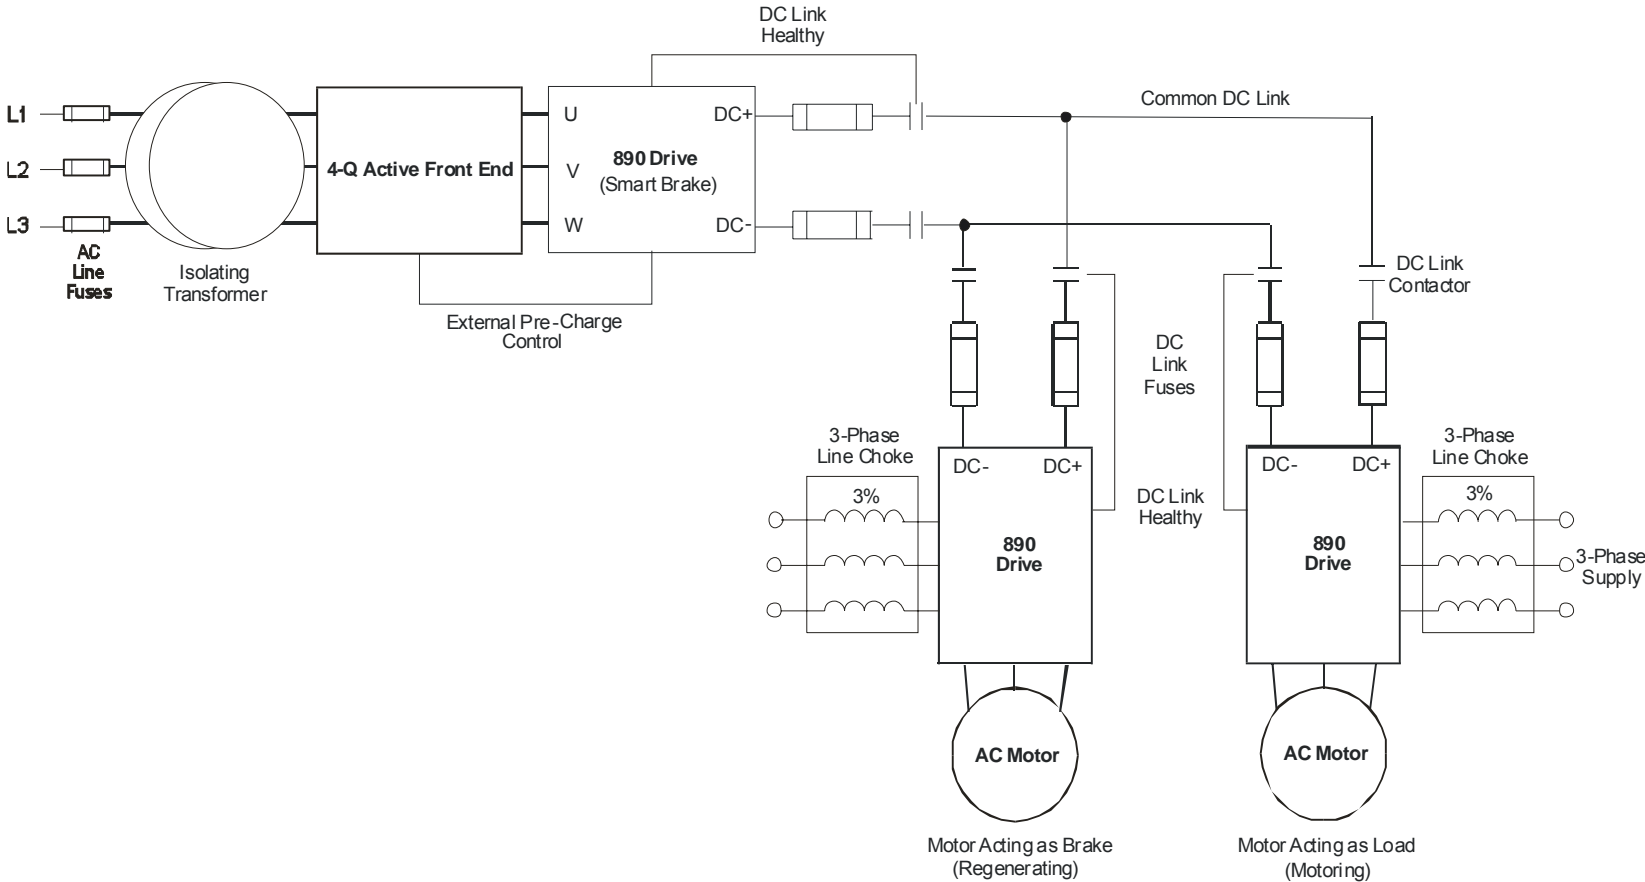 DC Link
Healthy
L1
L2
L3
AC
Line
Fuses
Isolating
Transformer
4-Q Active Front End
External Pre-Charge
Control
U
V
W
890 Drive
(Smart Brake)
DC+
DC-
Common DC Link
DC Link
Contactor
DC
Link
Fuses
3-Phase
Line Choke
3%
DC-
DC+
890
Drive
DC Link
Healthy
DC-
DC+
890
Drive
3-Phase
Line Choke
3%
3-Phase
Supply
AC Motor
AC Motor
Motor Acting as Brake
(Regenerating)
Motor Acting as Load
(Motoring)